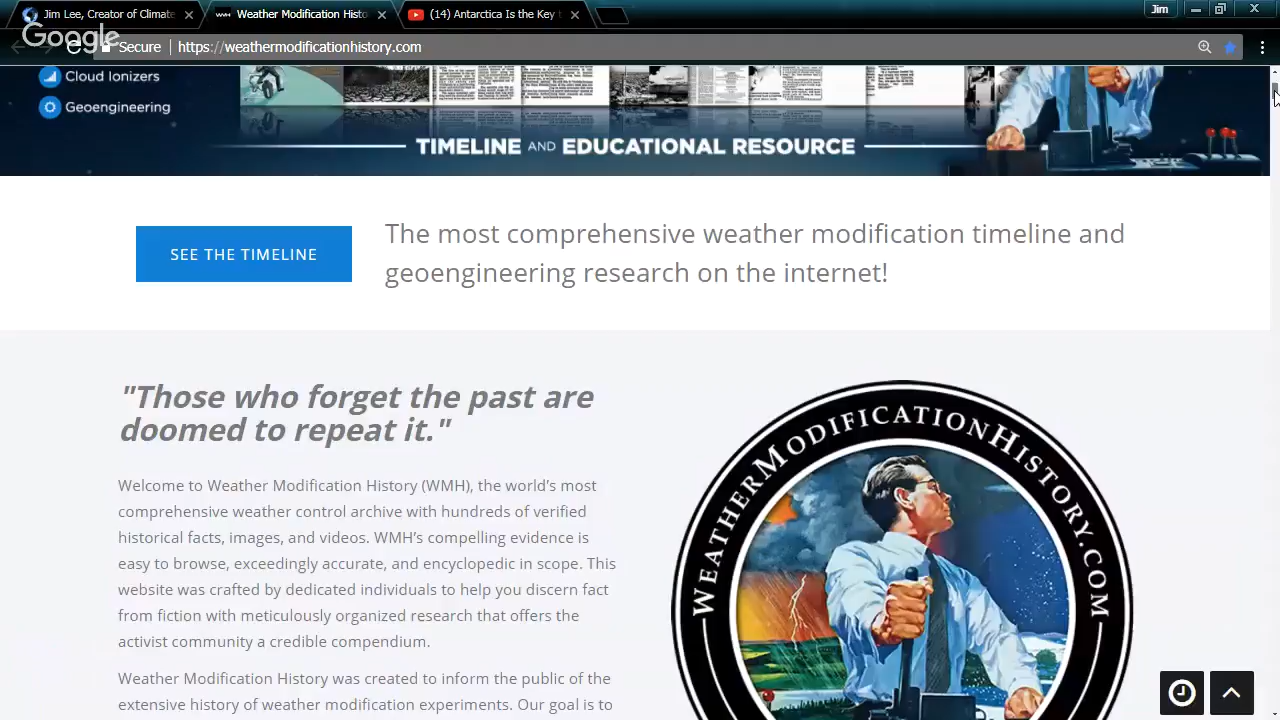 Jim Lee, Creator of Climate
Weather Modification Histo
(14) Antarctica Is the Key t
Jim
Google
Secure
https://weathermodificationhistory.com
Cloud Ionizers
Geoengineering
TIMELINE AND EDUCATIONAL RESOURCE
SEE THE TIMELINE
The most comprehensive weather modification timeline and
geoengineering research on the internet!
"Those who forget the past are
doomed to repeat it."
Welcome to Weather Modification History (WMH), the world's most
comprehensive weather control archive with hundreds of verified
historical facts, images, and videos. WMH's compelling evidence is
easy to browse, exceedingly accurate, and encyclopedic in scope. This
website was crafted by dedicated individuals to help you discern fact
from fiction with meticulously organized research that offers the
activist community a credible compendium.
Weather Modification History was created to inform the public of the
extensive history of weather modification experiments. Our goal is to
WEATHERMODIFICATIONHISTORY.COM